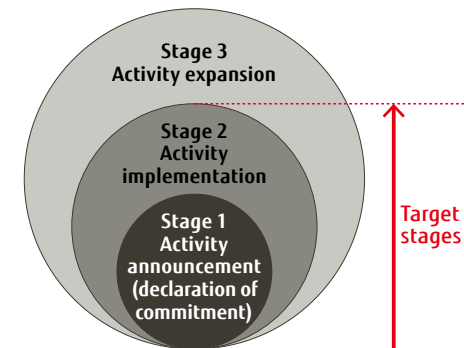 Stage 3
Activity expansion
Stage 2
Activity
implementation
Stage 1
Activity
announcement
(declaration of
commitment)
Target
stages